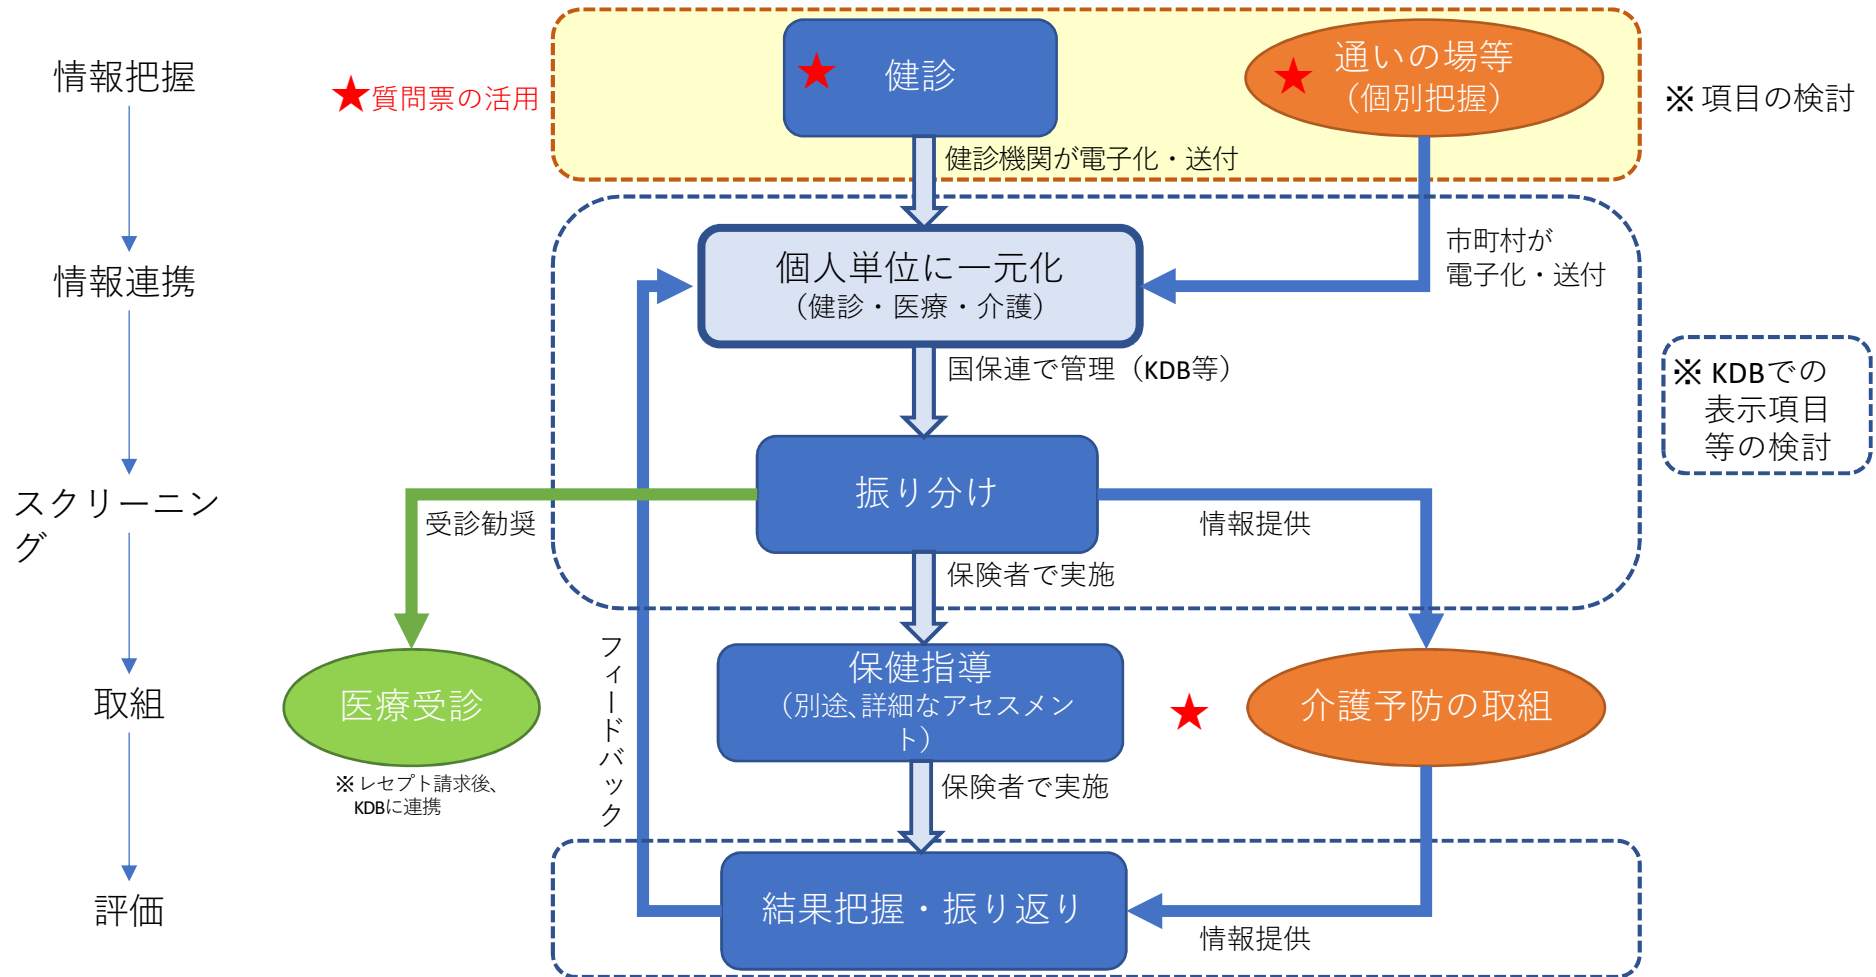 情報把握
★質問票の活用
★
健診
★
通いの場等
（個別把握）
※ 項目の検討
健診機関が電子化・送付
情報連携
個人単位に一元化
（健診・医療・介護）
市町村が
電子化・送付
国保連で管理（KDB等）
※ KDBでの
表示項目
等の検討
スクリーニン
グ
振り分け
受診勧奨
情報提供
保険者で実施
フィードバック
取組
医療受診
保健指導
（別途、詳細なアセスメン
ト）
★
介護予防の取組
※ レセプト請求後、
KDBに連携
保険者で実施
評価
結果把握・振り返り
情報提供